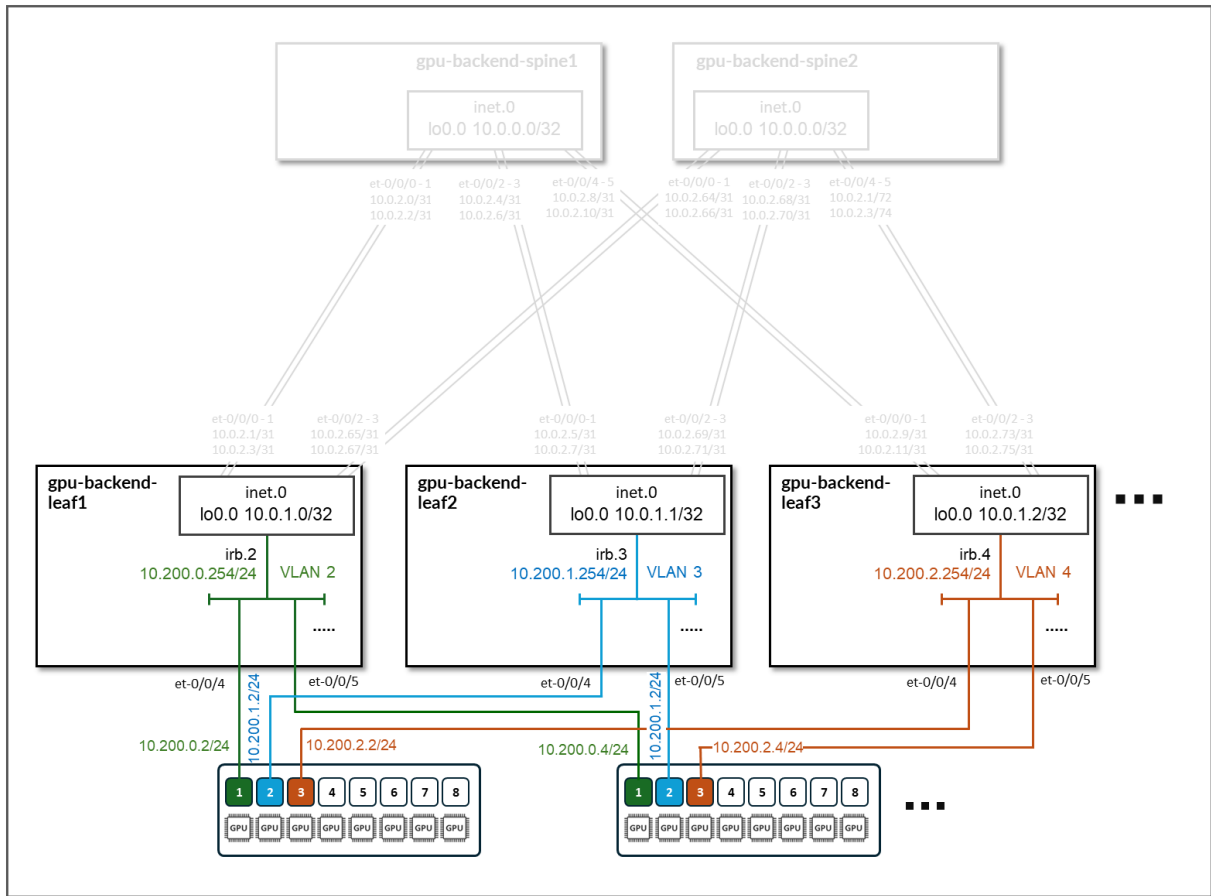 gpu-backend-spine1
inet.0
lo0.0 10.0.0.0/32
gpu-backend-spine2
inet.0
lo0.0 10.0.0.0/32
et-0/0/0 - 1
10.0.2.0/31
10.0.2.2/31
et-0/0/2 - 3
10.0.2.4/31
10.0.2.6/31
et-0/0/4 - 5
10.0.2.8/31
10.0.2.10/31
et-0/0/0 - 1
10.0.2.64/31
10.0.2.66/31
et-0/0/2 - 3
10.0.2.68/31
10.0.2.70/31
et-0/0/4 - 5
10.0.2.1/72
10.0.2.3/74
et-0/0/0 - 1
10.0.2.1/31
10.0.2.3/31
et-0/0/2 - 3
10.0.2.65/31
10.0.2.67/31
et-0/0/0-1
10.0.2.5/31
10.0.2.7/31
et-0/0/2 - 3
10.0.2.69/31
10.0.2.71/31
et-0/0/0 - 1
10.0.2.9/31
10.0.2.11/31
et-0/0/2 - 3
10.0.2.73/31
10.0.2.75/31
gpu-backend-
leaf1
inet.0
lo0.0 10.0.1.0/32
irb.2
10.200.0.254/24
VLAN 2
.....
gpu-backend-
leaf2
inet.0
lo0.0 10.0.1.1/32
irb.3
10.200.1.254/24
VLAN 3
.....
gpu-backend-
leaf3
inet.0
lo0.0 10.0.1.2/32
irb.4
10.200.2.254/24
VLAN 4
.....
...
et-0/0/4
et-0/0/5
et-0/0/4
et-0/0/5
et-0/0/4
et-0/0/5
10.200.0.2/24
10.200.1.2/24
10.200.2.2/24
10.200.0.4/24
10.200.1.2/24
10.200.2.4/24
1 2 3 4 5 6 7 8
GPU GPU GPU GPU GPU GPU GPU GPU
1 2 3 4 5 6 7 8
GPU GPU GPU GPU GPU GPU GPU GPU
...